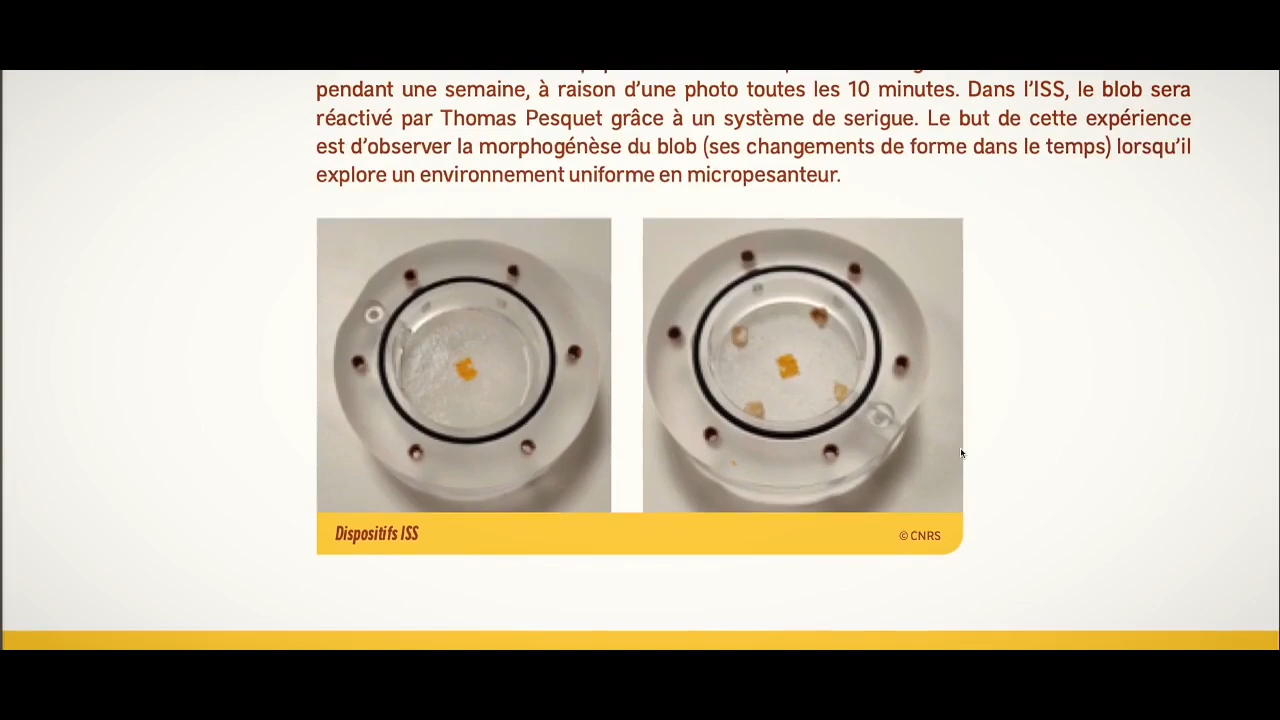 pendant une semaine, à raison d'une photo toutes les 10 minutes. Dans l'ISS, le blob sera
réactivé par Thomas Pesquet grâce à un système de serigue. Le but de cette expérience
est d'observer la morphogénèse du blob (ses changements de forme dans le temps) lorsqu'il
explore un environnement uniforme en micropesanteur.
Dispositifs ISS
© CNRS